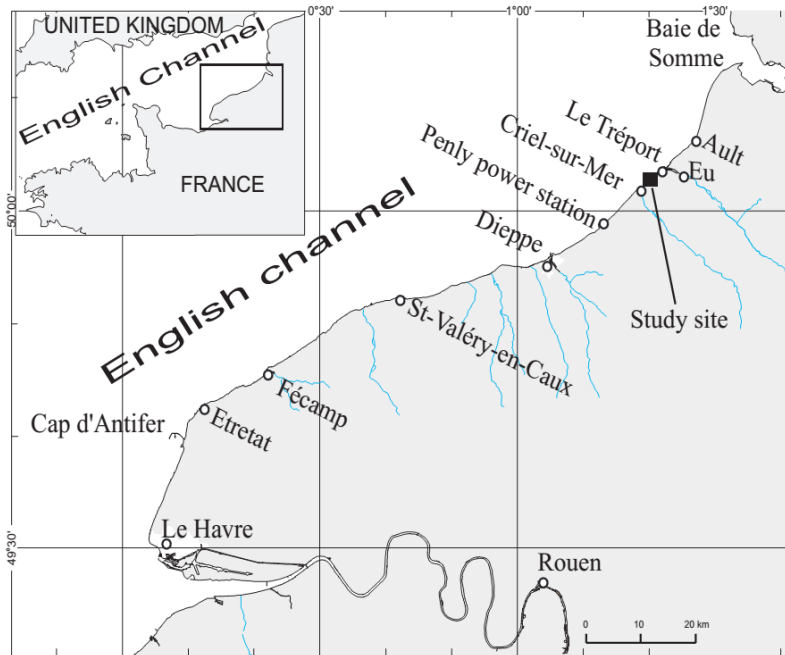 UNITED KINGDOM
English Channel
FRANCE
0°30'
1°00'
1°30'
Baie de
Somme
Ault
Le Tréport
Eu
Criel-sur-Mer
Penly power station
50°00'
Dieppe
English channel
Study site
St-Valéry-en-Caux
Fécamp
Etretat
Cap d'Antifer
Le Havre
49°30'
Rouen
0 10 20 km